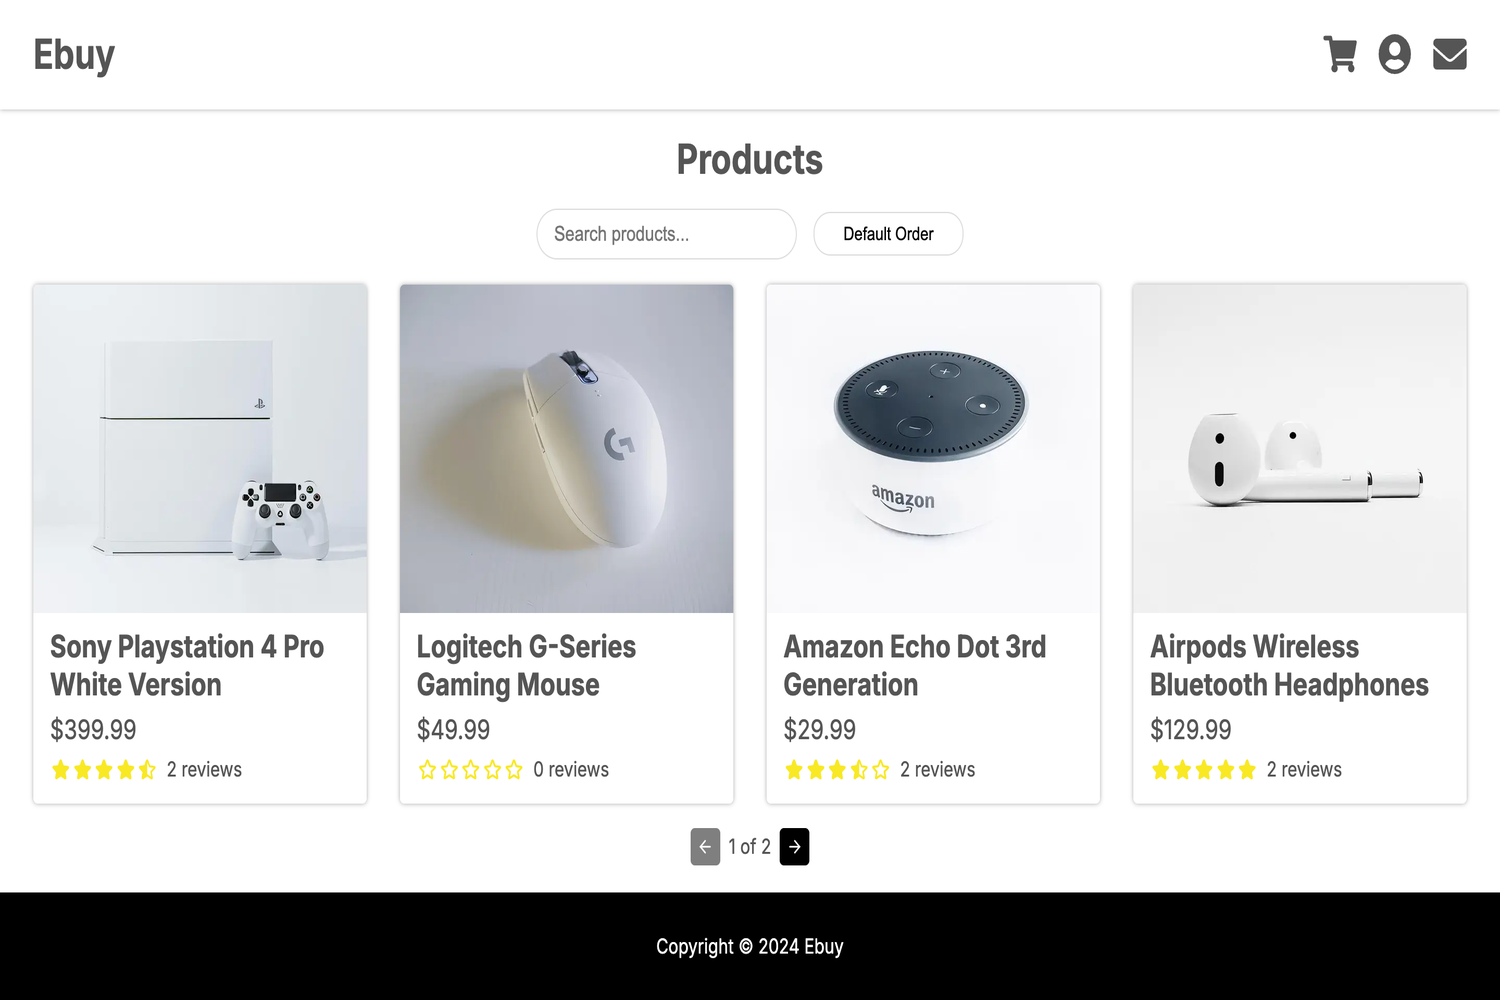 Ebuy
Products
Search products...
Default Order
amazon
Sony Playstation 4 Pro
White Version
$399.99
2 reviews
Logitech G-Series
Gaming Mouse
$49.99
0 reviews
Amazon Echo Dot 3rd
Generation
$29.99
2 reviews
Airpods Wireless
Bluetooth Headphones
$129.99
2 reviews
1 of 2
Copyright © 2024 Ebuy